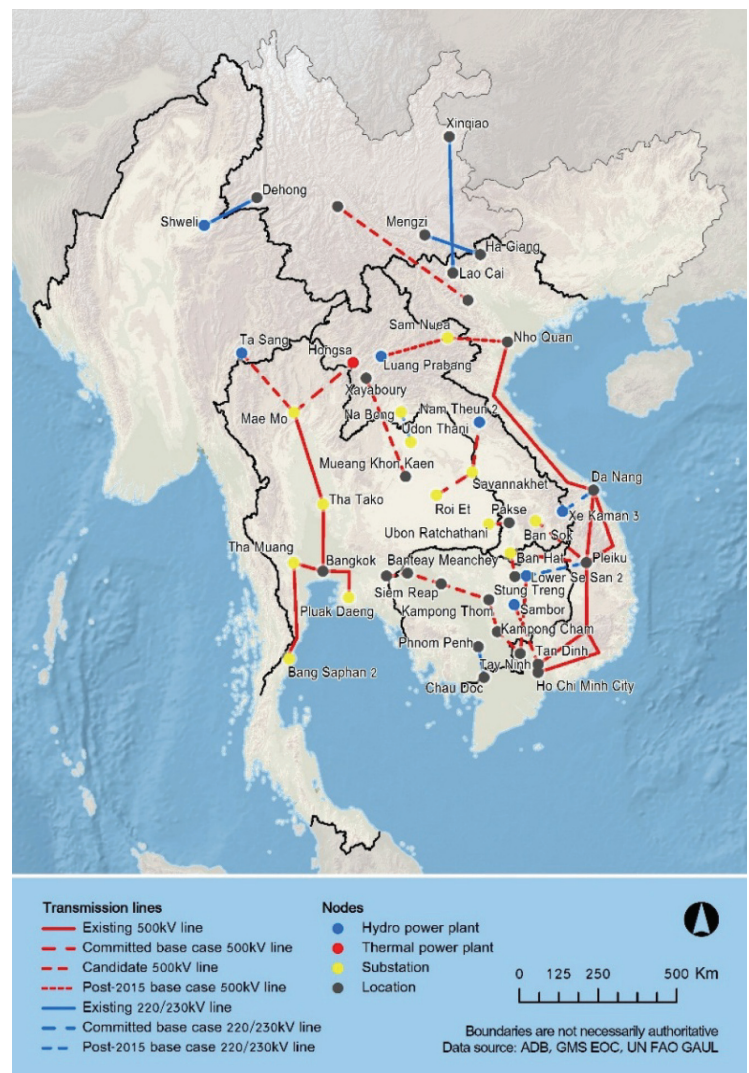 Xinqiao
Dehong
Shweli
Mengzi
Ha Giang
Lao Cai
Ta Sang
Sam Nuea
Nho Quan
Hongsa
Luang Prabang
Xayaboury
Mae Mo
Na Bong
Nam Theun 2
Udon Thani
Mueang Khon Kaen
Savannakhet
Da Nang
Tha Tako
Roi Et
Pakse
Xe Kaman 3
Ubon Ratchathani
Ban Sok
Tha Muang
Bangkok
Banteay Meanchey
Ban Hat
Pleiku
Siem Reap
Lower Se San 2
Pluak Daeng
Stung Treng
Kampong Thom
Sambor
Kampong Cham
Phnom Penh
Tan Dinh
Bang Saphan 2
Tay Ninh
Chau Doc
Ho Chi Minh City
Transmission lines
Existing 500kV line
Committed base case 500kV line
Candidate 500kV line
Post-2015 base case 500kV line
Existing 220/230kV line
Committed base case 220/230kV line
Post-2015 base case 220/230kV line
Nodes
Hydro power plant
Thermal power plant
Substation
Location
0 125 250 500 Km
Boundaries are not necessarily authoritative
Data source: ADB, GMS EOC, UN FAO GAUL